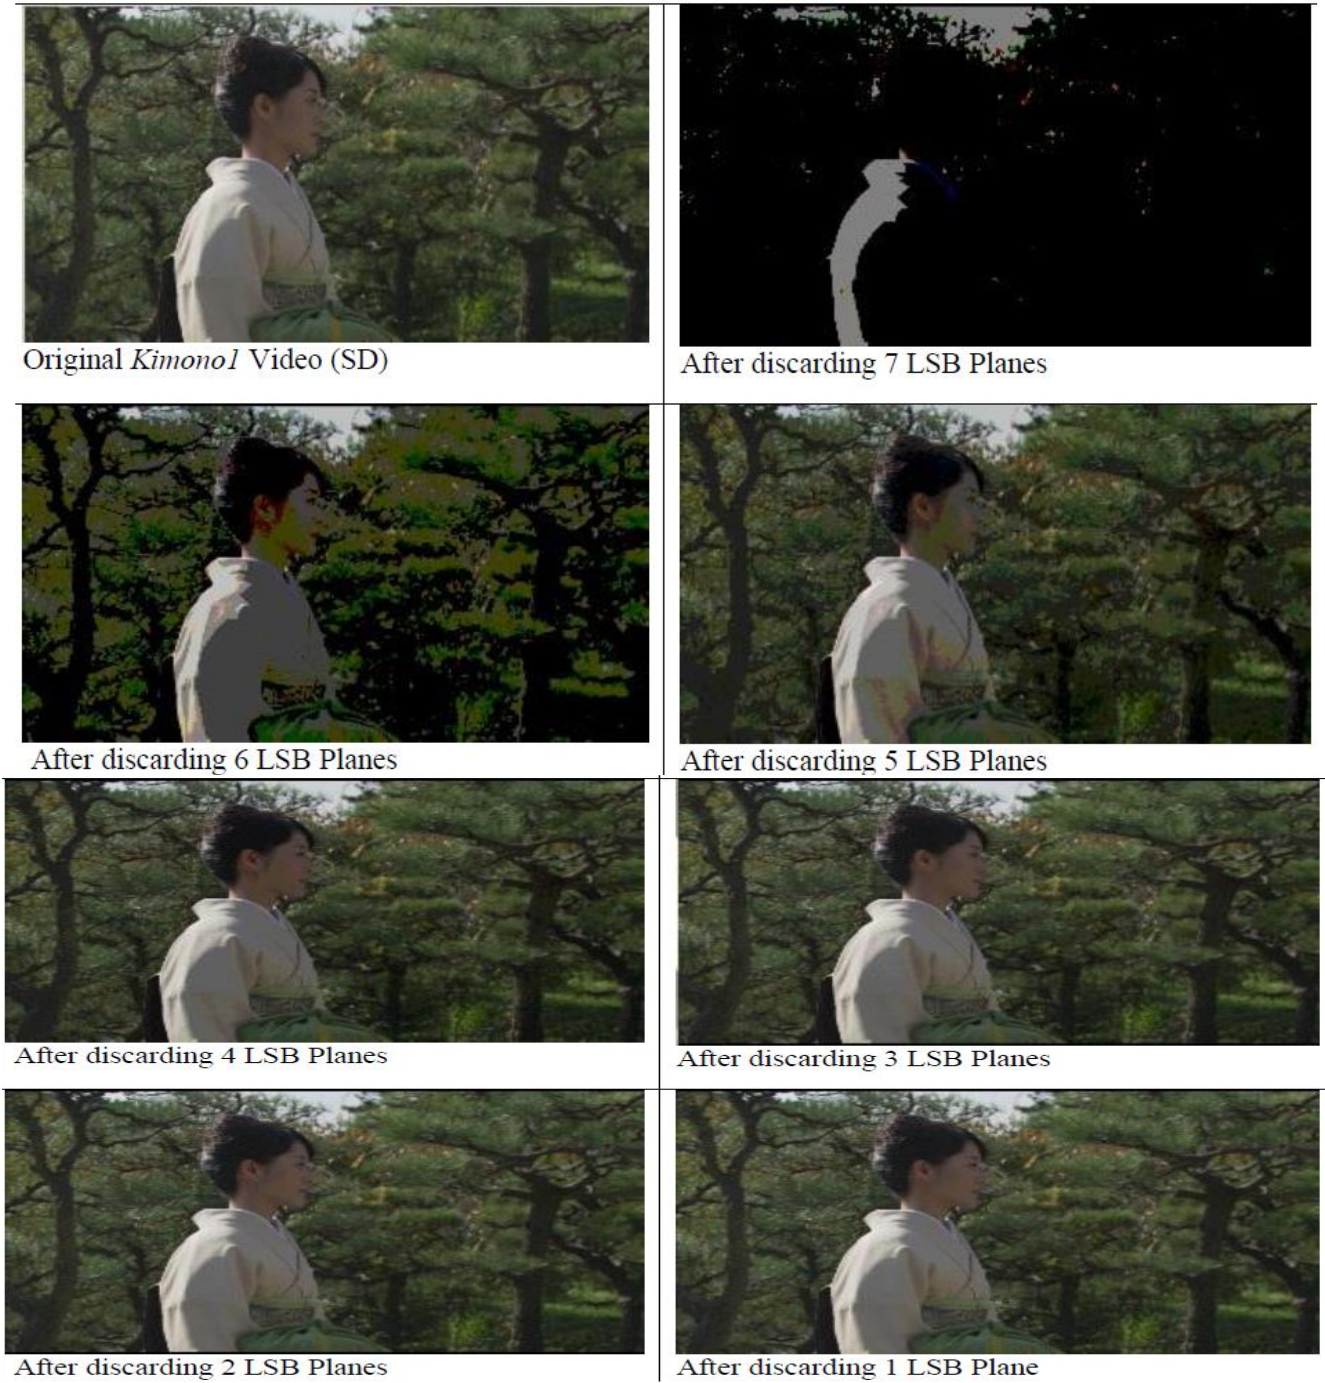 Original Kimono1 Video (SD)
After discarding 7 LSB Planes
After discarding 6 LSB Planes
After discarding 5 LSB Planes
After discarding 4 LSB Planes
After discarding 3 LSB Planes
After discarding 2 LSB Planes
After discarding 1 LSB Plane